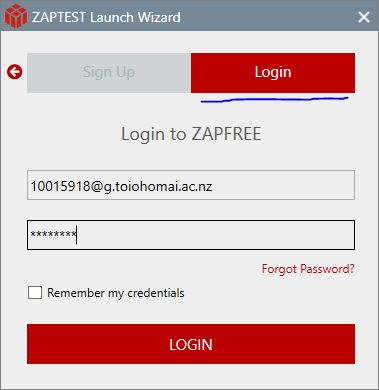 ZAPTEST Launch Wizard
Sign Up Login
Login to ZAPFREE
10015918@g.toiohomai.ac.nz
********
Forgot Password?
Remember my credentials
LOGIN